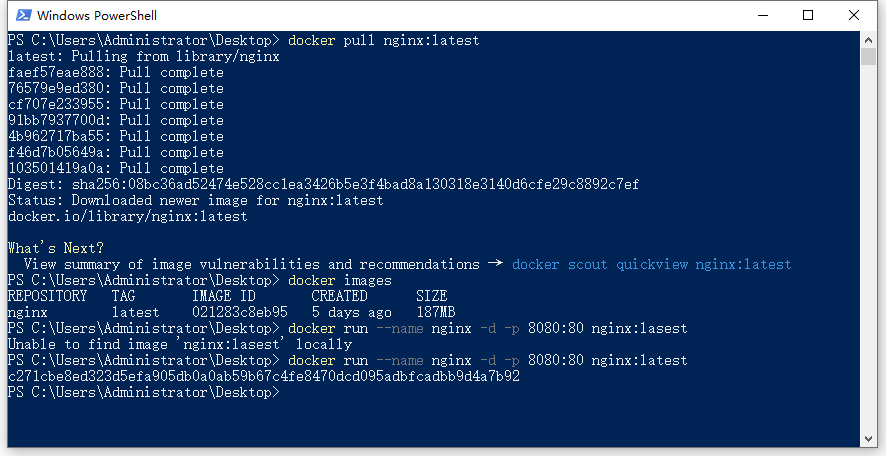 Windows PowerShell
PS C:\Users\Administrator\Desktop> docker pull nginx:latest
latest: Pulling from library/nginx
faef57eae888: Pull complete
76579e9ed380: Pull complete
cf707e233955: Pull complete
91bb7937700d: Pull complete
4b962717ba55: Pull complete
f46d7b05649a: Pull complete
103501419a0a: Pull complete
Digest: sha256:08bc36ad52474e528cc1ea3426b5e3f4bad8a130318e3140d6cfe29c8892c7ef
Status: Downloaded newer image for nginx:latest
docker.io/library/nginx:latest
What's Next?
View summary of image vulnerabilities and recommendations → docker scout quickview nginx:latest
PS C:\Users\Administrator\Desktop> docker images
REPOSITORY TAG IMAGE ID CREATED SIZE
nginx latest 021283c8eb95 5 days ago 187MB
PS C:\Users\Administrator\Desktop> docker run --name nginx -d -p 8080:80 nginx:lasest
Unable to find image 'nginx:lasest' locally
PS C:\Users\Administrator\Desktop> docker run --name nginx -d -p 8080:80 nginx:latest
c271cbe8ed323d5efa905db0a0ab59b67c4fe8470dcd095adbfcadbb9d4a7b92
PS C:\Users\Administrator\Desktop>